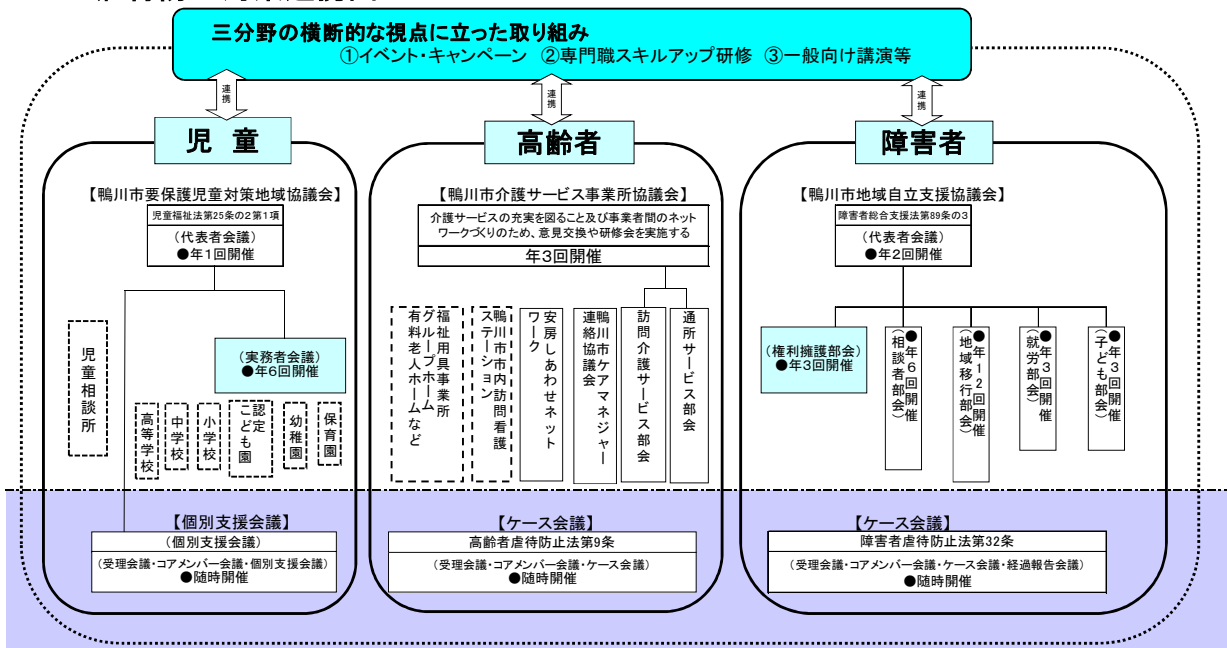 三分野の横断的な視点に立った取り組み
①イベント・キャンペーン ②専門職スキルアップ研修 ③一般向け講演等
連携
連携
連携
児 童
【鴨川市要保護児童対策地域協議会】
児童福祉法第25条の2第1項
(代表者会議)
●年1回開催
児童相談所
(実務者会議)
●年6回開催
高等学校
中学校
小学校
認定
こども園
幼稚園
保育園
【個別支援会議】
(個別支援会議)
(受理会議・コアメンバー会議・個別支援会議)
●随時開催
高齢者
【鴨川市介護サービス事業所協議会】
介護サービスの充実を図ること及び事業者間のネット
ワークづくりのため、意見交換や研修会を実施する
年3回開催
福祉用具事業所
グループホーム
有料老人ホームなど
鴨川市市内訪問看護
ステーション
安房しあわせネット
ワーク
鴨川市ケアマネジャー
連絡協議会
訪問介護サービス部会
通所サービス部会
【ケース会議】
高齢者虐待防止法第9条
(受理会議・コアメンバー会議・ケース会議)
●随時開催
障害者
【鴨川市地域自立支援協議会】
障害者総合支援法第89条の3
(代表者会議)
●年2回開催
(権利擁護部会)
●年3回開催
●年6回開催
(相談者部会)
●年12回開催
(地域移行部会)
●年3回開催
(就労部会)
●年3回開催
(子ども部会)
【ケース会議】
障害者虐待防止法第32条
(受理会議・コアメンバー会議・ケース会議・経過報告会議)
●随時開催